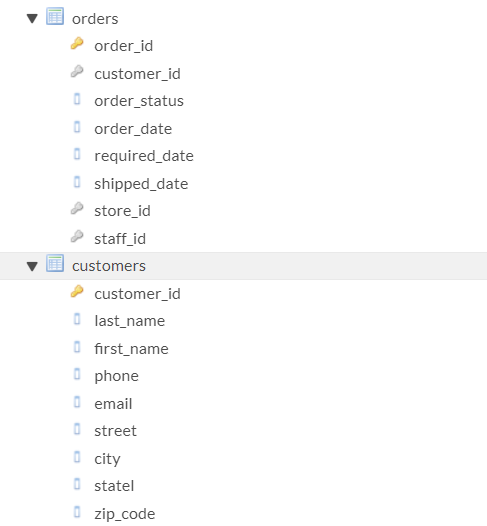 orders
order_id
customer_id
order_status
order_date
required_date
shipped_date
store_id
staff_id
customers
customer_id
last_name
first_name
phone
email
street
city
statel
zip_code